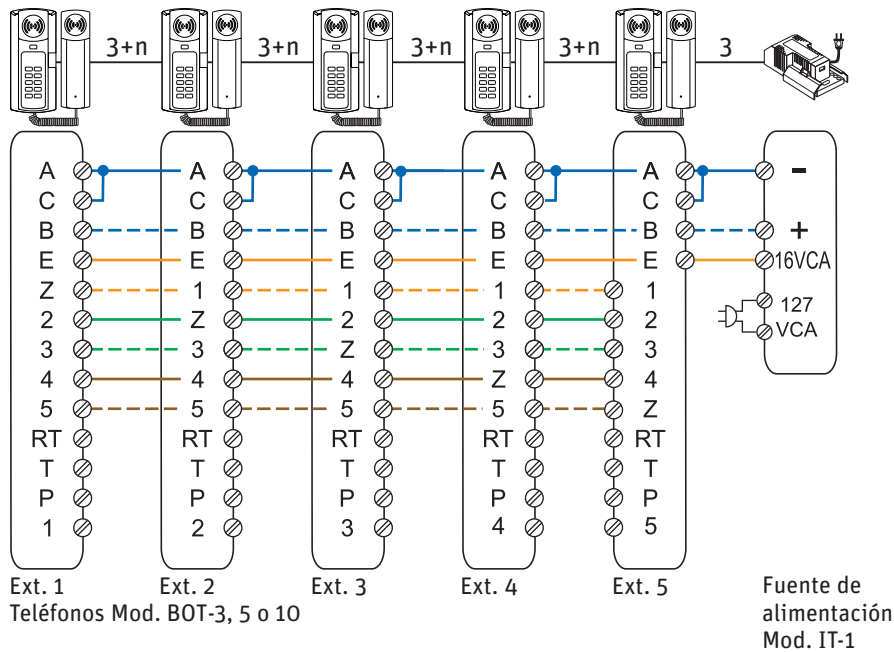 3+n 3+n 3+n 3+n 3
A A A A A -
C C C C C
B B B B B +
E E E E E 16VCA
Z 1 1 1 1 127
2 Z 2 2 2 VCA
3 3 Z 3 3
4 4 4 Z 4
5 5 5 5 Z
RT RT RT RT RT
T T T T T
P P P P P
1 2 3 4 5
Ext. 1 Ext. 2 Ext. 3 Ext. 4 Ext. 5 Fuente de
Teléfonos Mod. BOT-3, 5 o 10 alimentación
Mod. IT-1